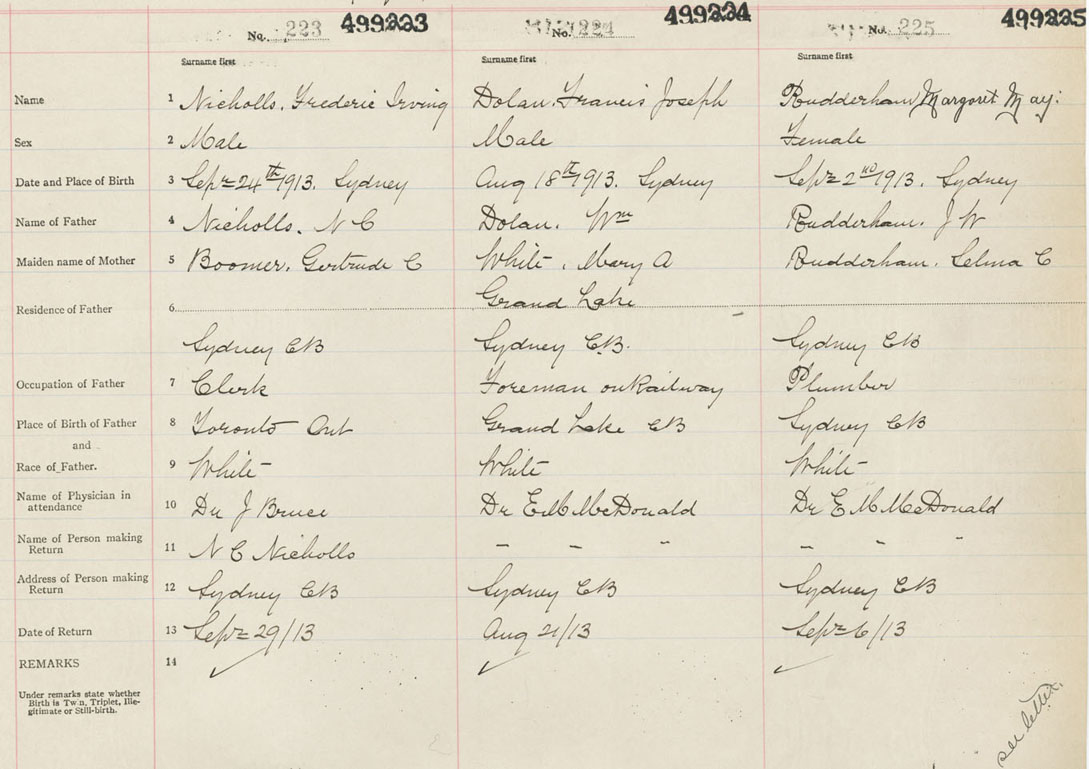 No. 223 499223 No. 224 499224 No. 225 499225
Surname first Surname first Surname first
Name 1 Nicholls. Frederic Irving Dolan. Francis Joseph Rudderham Margaret May.
Sex 2 Male Male Female
Date and Place of Birth 3 Sepr 24th 1913. Sydney Aug 18th 1913. Sydney Sepr 2nd 1913. Sydney
Name of Father 4 Nicholls. N C Dolan. Wm Rudderham. J W
Maiden name of Mother 5 Boomer. Gertrude C White. Mary A Rudderham. Selma C
Grand Lake
Residence of Father 6
Sydney CB Sydney C.B. Sydney CB
Occupation of Father 7 Clerk Foreman on Railway Plumber
Place of Birth of Father 8 Toronto Ont Grand Lake CB Sydney CB
and
Race of Father. 9 White White White
Name of Physician in
attendance 10 Dr J Bruce Dr E M McDonald Dr E M McDonald
Name of Person making
Return 11 N C Nicholls - - " - " "
Address of Person making
Return 12 Sydney CB Sydney CB Sydney CB
Date of Return 13 Sepr 29/13 Aug 21/13 Sepr 6/13
REMARKS 14
Under remarks state whether
Birth is Twin, Triplet, Ille-
gitimate or Still-birth.
see letter.